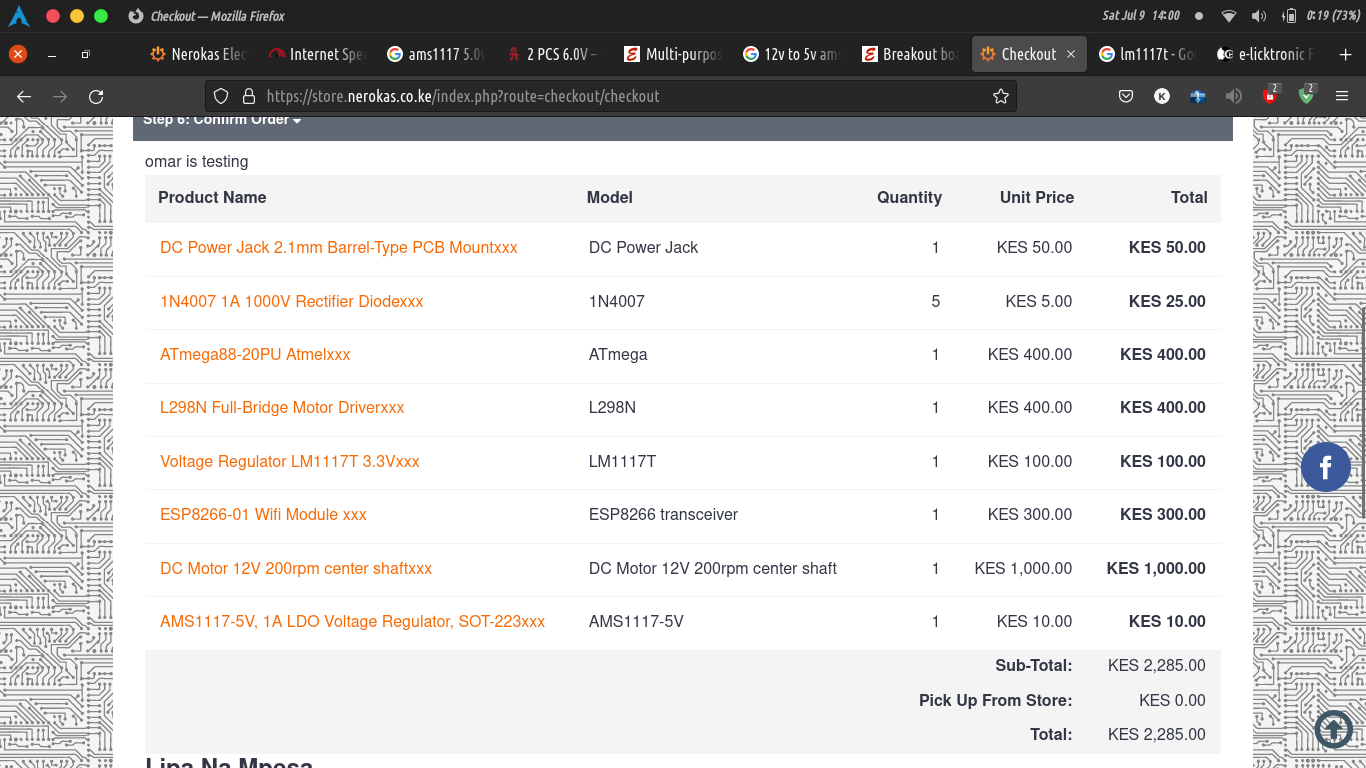 Checkout — Mozilla Firefox
Sat Jul 9 14:00
0:19 (73%)
Nerokas Elec
Internet Spe
ams1117 5.0v
2 PCS 6.0V –
Multi-purpos
12v to 5v ams
Breakout boa
Checkout
lm1117t - Go
e-licktronic F
https://store.nerokas.co.ke/index.php?route=checkout/checkout
K
2
2
Step 6: Confirm Order
omar is testing
Product Name Model Quantity Unit Price Total
DC Power Jack 2.1mm Barrel-Type PCB Mountxxx DC Power Jack 1 KES 50.00 KES 50.00
1N4007 1A 1000V Rectifier Diodexxx 1N4007 5 KES 5.00 KES 25.00
ATmega88-20PU Atmelxxx ATmega 1 KES 400.00 KES 400.00
L298N Full-Bridge Motor Driverxxx L298N 1 KES 400.00 KES 400.00
Voltage Regulator LM1117T 3.3Vxxx LM1117T 1 KES 100.00 KES 100.00
ESP8266-01 Wifi Module xxx ESP8266 transceiver 1 KES 300.00 KES 300.00
DC Motor 12V 200rpm center shaftxxx DC Motor 12V 200rpm center shaft 1 KES 1,000.00 KES 1,000.00
AMS1117-5V, 1A LDO Voltage Regulator, SOT-223xxx AMS1117-5V 1 KES 10.00 KES 10.00
Sub-Total: KES 2,285.00
Pick Up From Store: KES 0.00
Total: KES 2,285.00
Lipa Na Mpesa